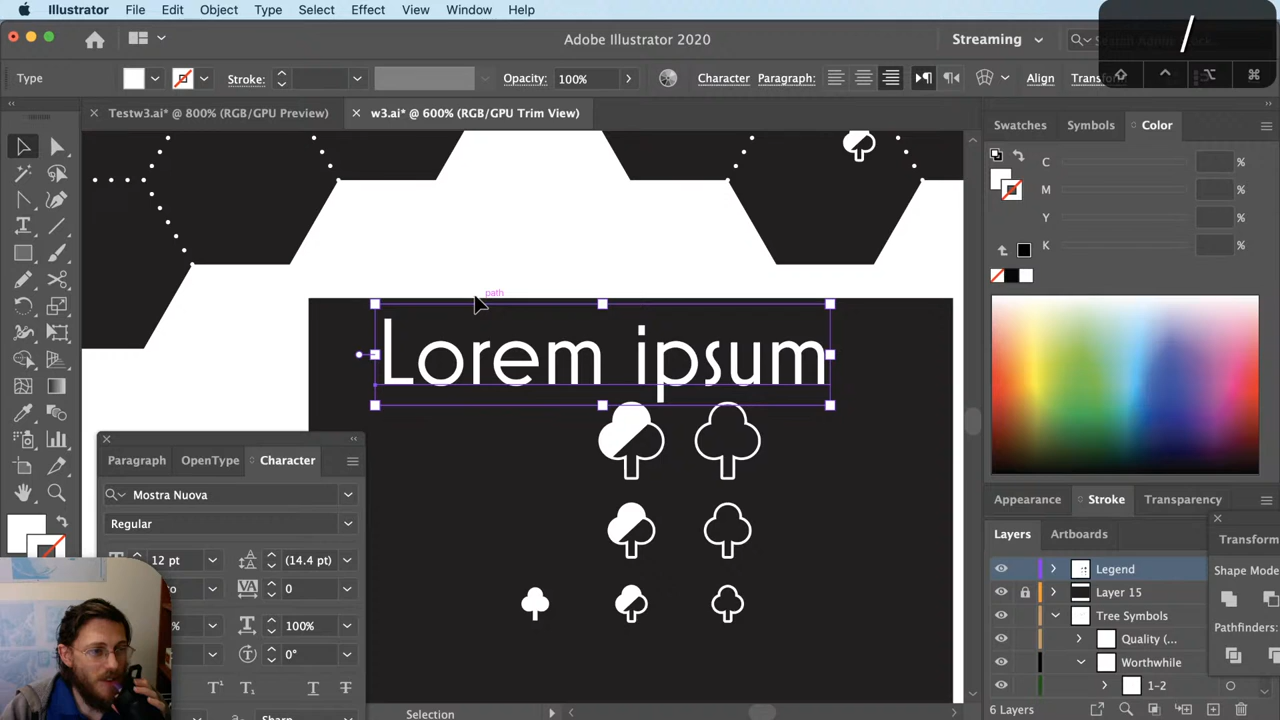 Illustrator File Edit Object Type Select Effect View Window Help
/
Adobe Illustrator 2020
Streaming
Type
Stroke:
Opacity: 100%
Character
Paragraph:
Align
Testw3.ai* @ 800% (RGB/GPU Preview)
w3.ai* @ 600% (RGB/GPU Trim View)
Swatches Symbols Color
C %
M %
Y %
K %
path
Lorem ipsum
Paragraph OpenType Character
Mostra Nuova
Regular
12 pt (14.4 pt)
0
100%
0°
Appearance Stroke Transparency
Layers Artboards
Transform
Legend
Shape Mode
Layer 15
Tree Symbols
Pathfinders:
Quality (...
Worthwhile
1-2
6 Layers
Selection